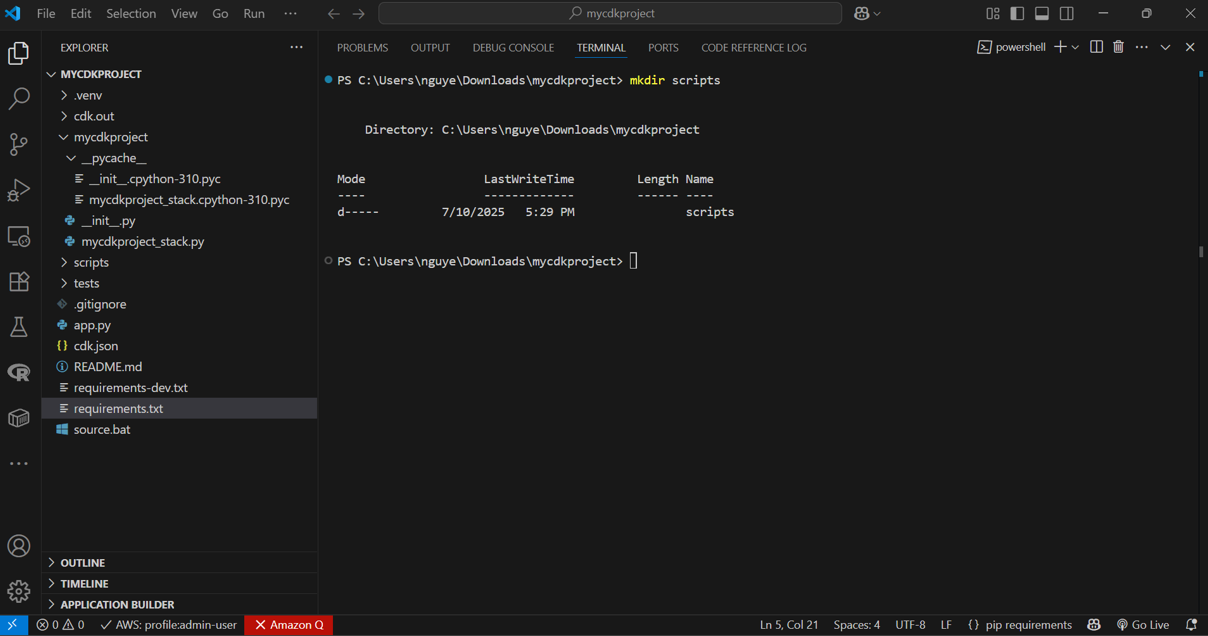 File Edit Selection View Go Run ···
mycdkproject
EXPLORER ···
MYCDKPROJECT
.venv
cdk.out
mycdkproject
__pycache__
__init__.cpython-310.pyc
mycdkproject_stack.cpython-310.pyc
__init__.py
mycdkproject_stack.py
scripts
tests
.gitignore
app.py
cdk.json
README.md
requirements-dev.txt
requirements.txt
source.bat
OUTLINE
TIMELINE
APPLICATION BUILDER
PROBLEMS OUTPUT DEBUG CONSOLE TERMINAL PORTS CODE REFERENCE LOG
powershell
PS C:\Users\nguye\Downloads\mycdkproject> mkdir scripts
Directory: C:\Users\nguye\Downloads\mycdkproject
Mode LastWriteTime Length Name
---- ------------- ------ ----
d----- 7/10/2025 5:29 PM scripts
PS C:\Users\nguye\Downloads\mycdkproject>
0 0 AWS: profile:admin-user Amazon Q Ln 5, Col 21 Spaces: 4 UTF-8 LF {} pip requirements Go Live